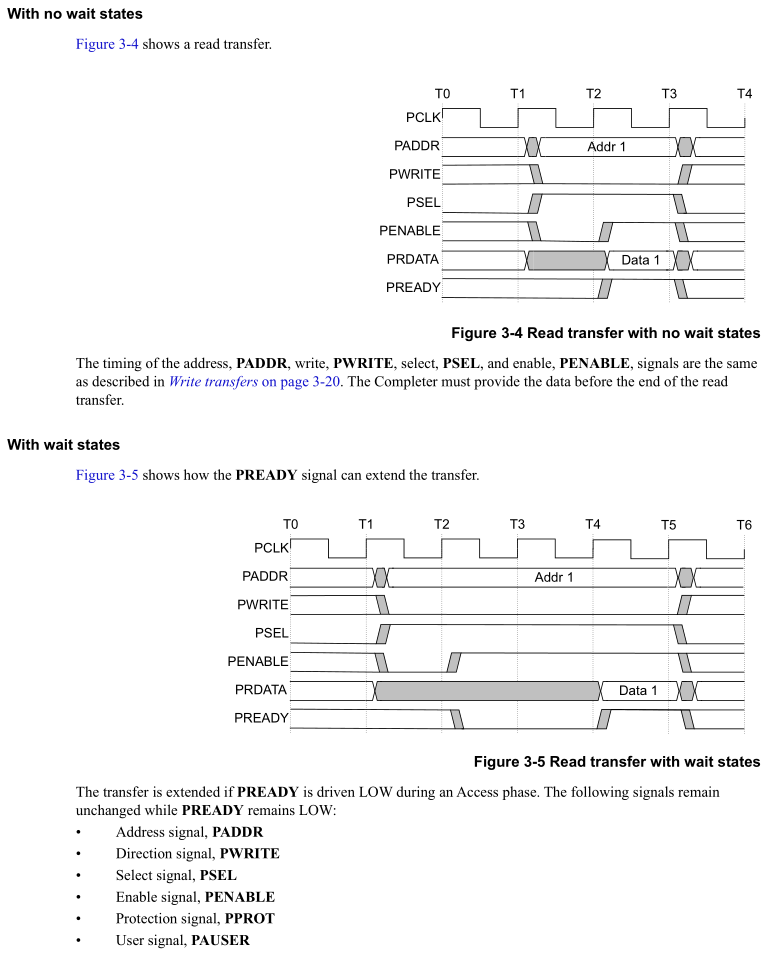 With no wait states
Figure 3-4 shows a read transfer.
T0 T1 T2 T3 T4
PCLK
PADDR Addr 1
PWRITE
PSEL
PENABLE
PRDATA Data 1
PREADY
Figure 3-4 Read transfer with no wait states
The timing of the address, PADDR, write, PWRITE, select, PSEL, and enable, PENABLE, signals are the same
as described in Write transfers on page 3-20. The Completer must provide the data before the end of the read
transfer.
With wait states
Figure 3-5 shows how the PREADY signal can extend the transfer.
T0 T1 T2 T3 T4 T5 T6
PCLK
PADDR Addr 1
PWRITE
PSEL
PENABLE
PRDATA Data 1
PREADY
Figure 3-5 Read transfer with wait states
The transfer is extended if PREADY is driven LOW during an Access phase. The following signals remain
unchanged while PREADY remains LOW:
• Address signal, PADDR
• Direction signal, PWRITE
• Select signal, PSEL
• Enable signal, PENABLE
• Protection signal, PPROT
• User signal, PAUSER